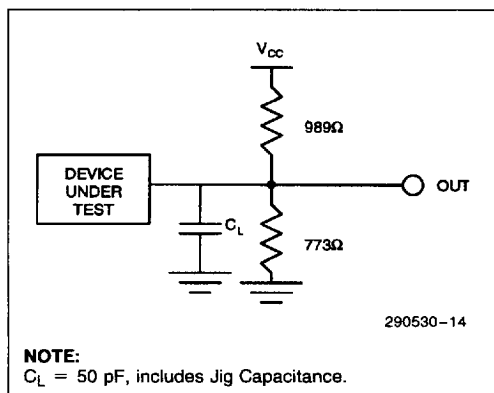 V_CC
989Ω
DEVICE
UNDER
TEST
OUT
C_L
773Ω
290530–14
NOTE:
C_L = 50 pF, includes Jig Capacitance.